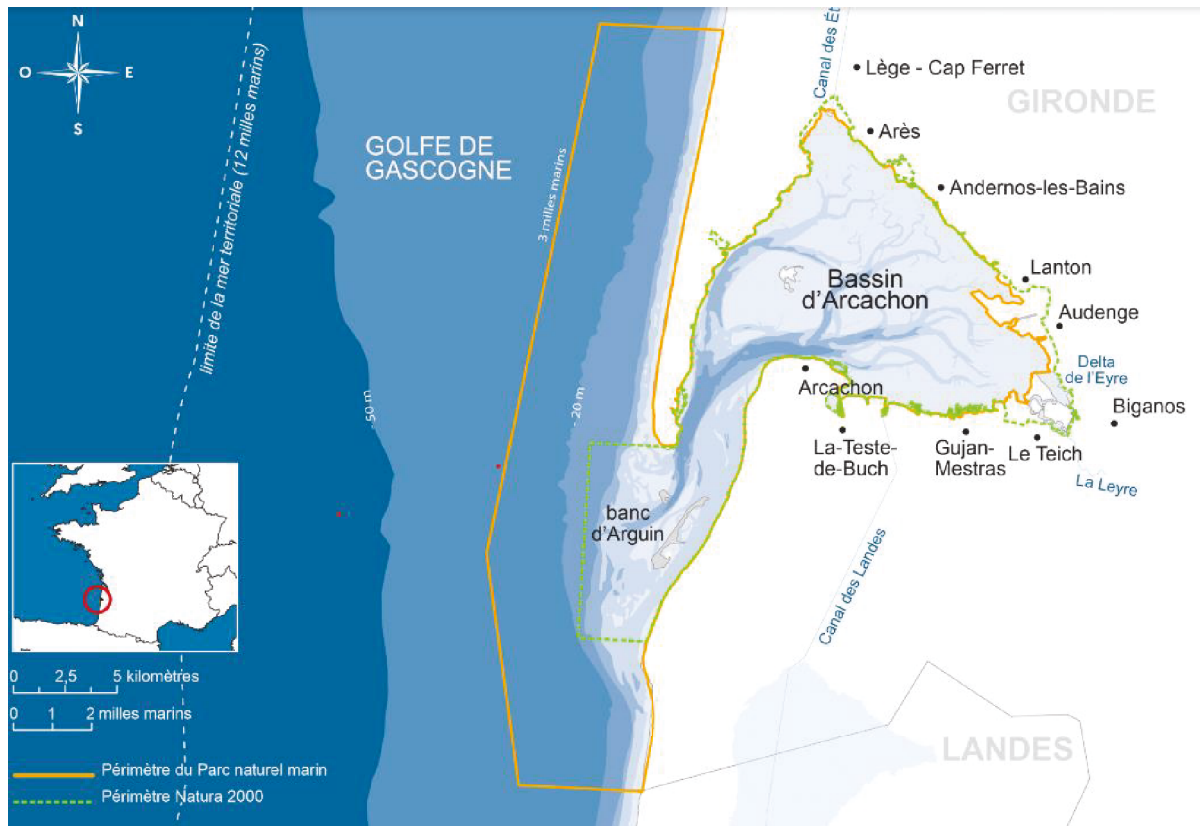 N
O
E
S
limite de la mer territoriale (12 milles marins)
GOLFE DE
GASCOGNE
3 milles marins
- 50 m
- 20 m
Canal des Ét
Lège - Cap Ferret
GIRONDE
Arès
Andernos-les-Bains
Lanton
Bassin
d'Arcachon
Audenge
Delta
de l'Eyre
Arcachon
Biganos
La-Teste-
de-Buch
Gujan-
Mestras
Le Teich
La Leyre
banc
d'Arguin
Canal des Landes
LANDES
0 2,5 5 kilomètres
0 1 2 milles marins
Périmètre du Parc naturel marin
Périmètre Natura 2000